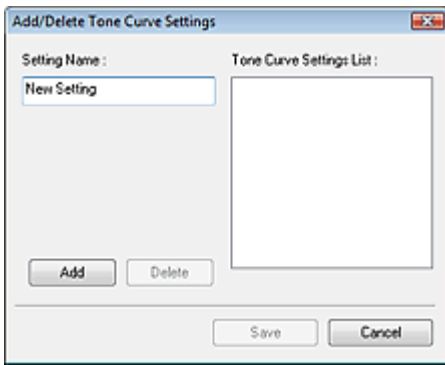 Add/Delete Tone Curve Settings
Setting Name :
Tone Curve Settings List :
New Setting
Add
Delete
Save
Cancel